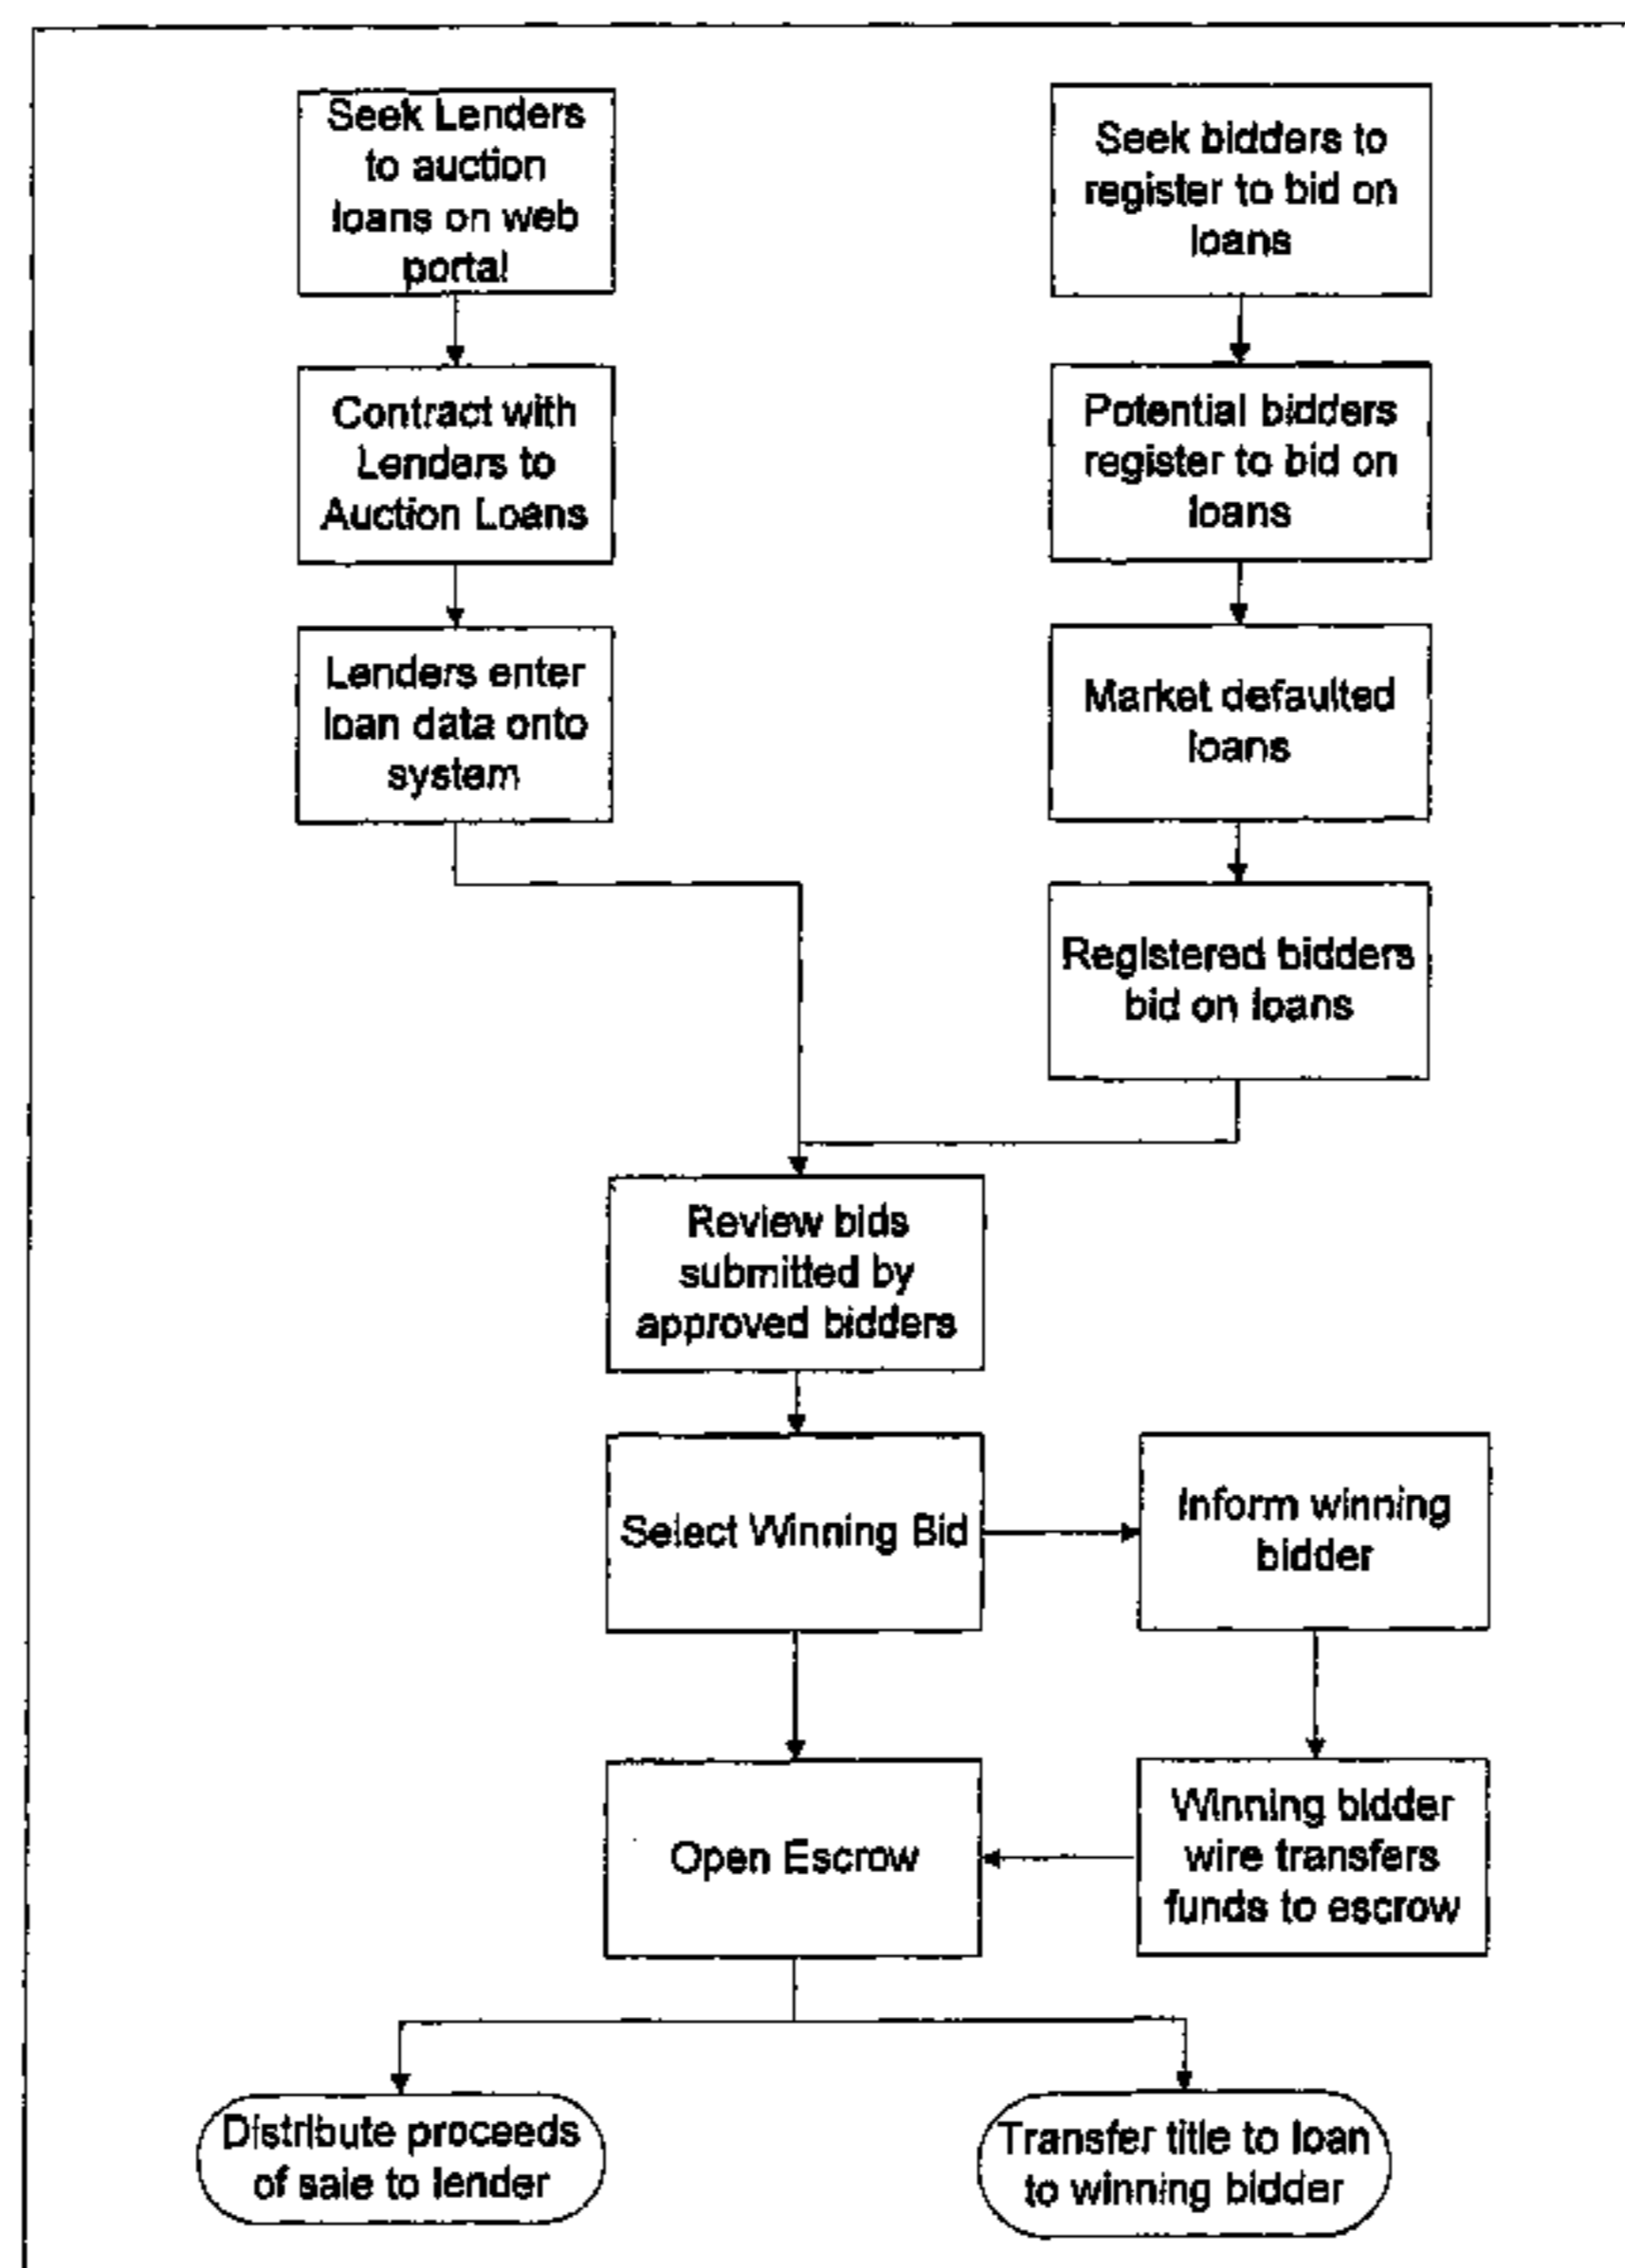 Seek Lenders
to auction
loans on web
portal
Contract with
Lenders to
Auction Loans
Lenders enter
loan data onto
system
Seek bidders to
register to bid on
loans
Potential bidders
register to bid on
loans
Market defaulted
loans
Registered bidders
bid on loans
Review bids
submitted by
approved bidders
Select Winning Bid
Inform winning
bidder
Winning bidder
wire transfers
funds to escrow
Open Escrow
Distribute proceeds
of sale to lender
Transfer title to loan
to winning bidder